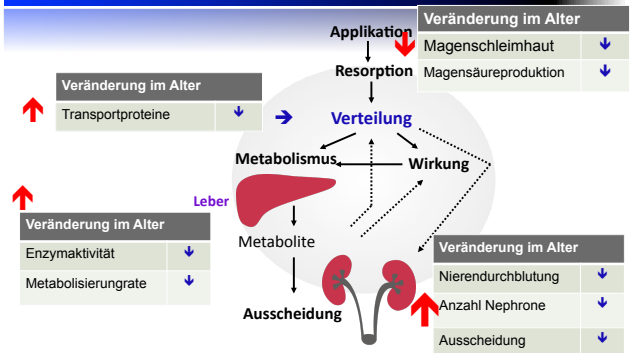 Applikation
Veränderung im Alter
Magenschleimhaut
Magensäureproduktion
Resorption
Veränderung im Alter
Transportproteine
Verteilung
Metabolismus
Wirkung
Leber
Veränderung im Alter
Enzymaktivität
Metabolisierungrate
Metabolite
Ausscheidung
Veränderung im Alter
Nierendurchblutung
Anzahl Nephrone
Ausscheidung